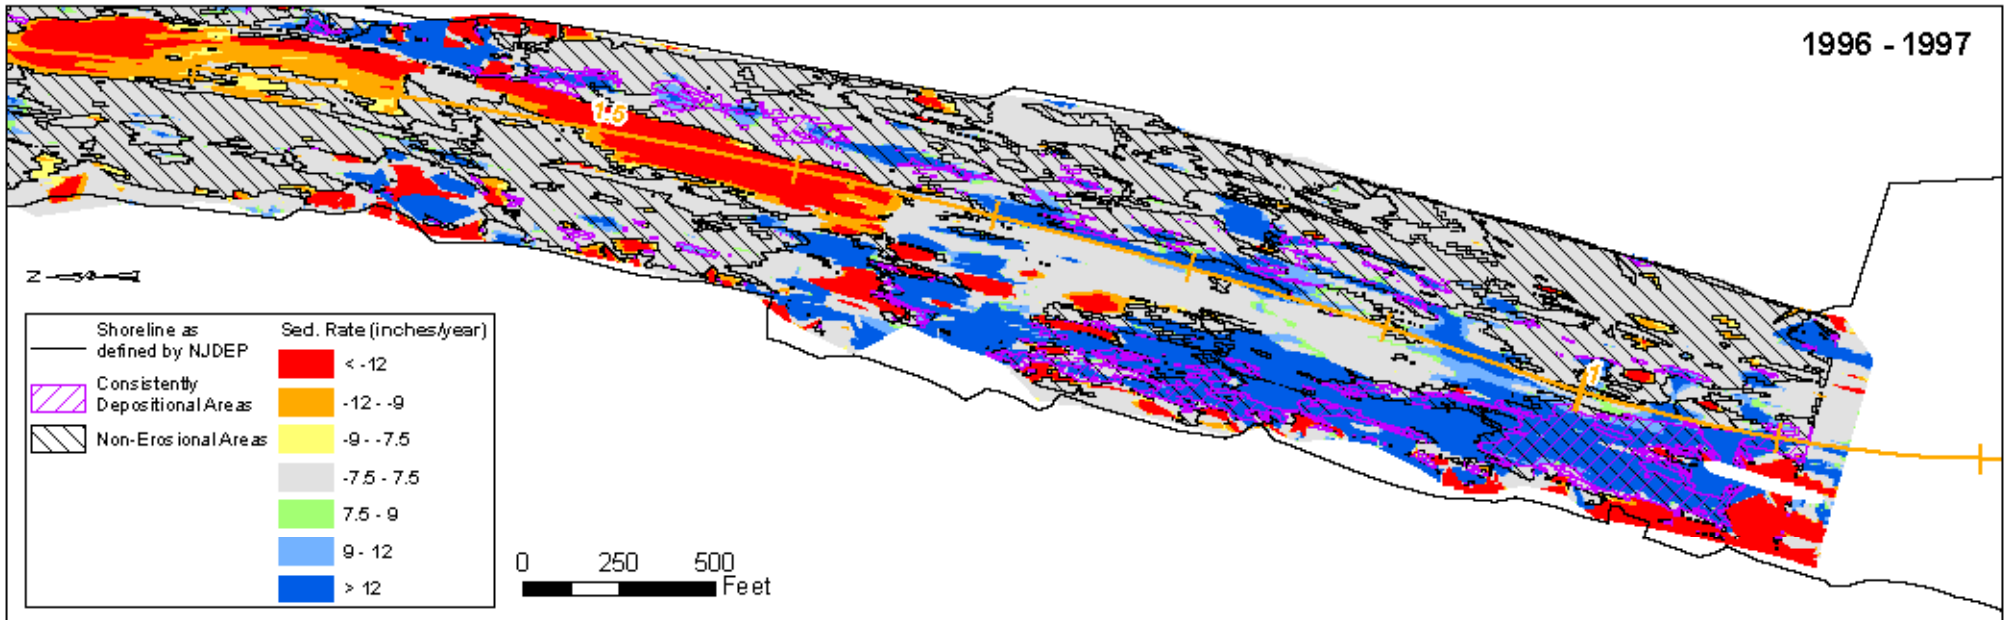 1996 - 1997
1.5
1
N
Shoreline as
defined by NJDEP
Consistently
Depositional Areas
Non-Erosional Areas
Sed. Rate (inches/year)
< -12
-12 - -9
-9 - -7.5
-7.5 - 7.5
7.5 - 9
9 - 12
> 12
0 250 500
Feet